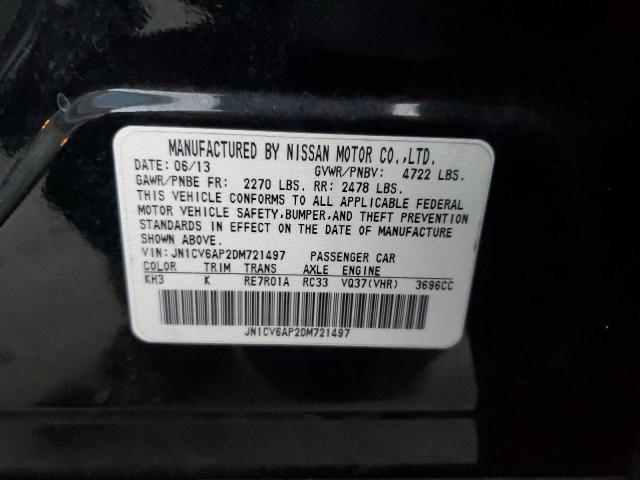 MANUFACTURED BY NISSAN MOTOR CO.,LTD.
DATE: 06/13 GVWR/PNBV: 4722 LBS.
GAWR/PNBE FR: 2270 LBS. RR: 2478 LBS.
THIS VEHICLE CONFORMS TO ALL APPLICABLE FEDERAL
MOTOR VEHICLE SAFETY,BUMPER,AND THEFT PREVENTION
STANDARDS IN EFFECT ON THE DATE OF MANUFACTURE
SHOWN ABOVE.
VIN: JN1CV6AP2DM721497 PASSENGER CAR
COLOR TRIM TRANS AXLE ENGINE
KH3 K RE7R01A RC33 VQ37(VHR) 3696CC
JN1CV6AP2DM721497